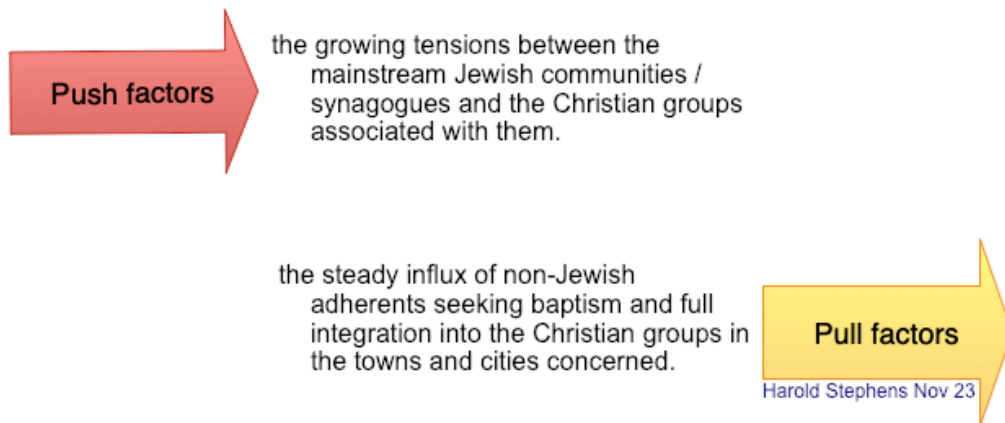 Push factors
the growing tensions between the
mainstream Jewish communities /
synagogues and the Christian groups
associated with them.
the steady influx of non-Jewish
adherents seeking baptism and full
integration into the Christian groups in
the towns and cities concerned.
Pull factors
Harold Stephens Nov 23